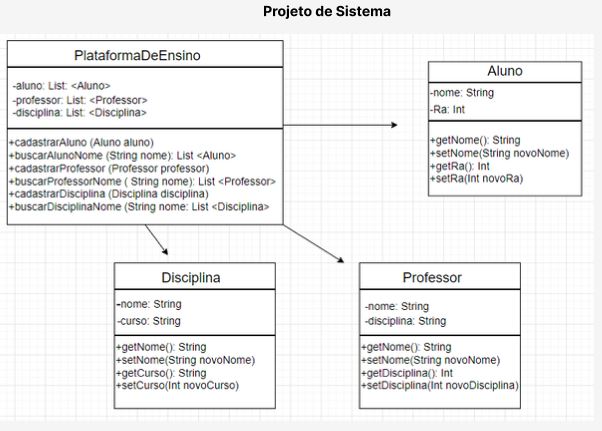 Projeto de Sistema
PlataformaDeEnsino
-aluno: List: <Aluno>
-professor: List: <Professor>
-disciplina: List: <Disciplina>
+cadastrarAluno (Aluno aluno)
+buscarAlunoNome (String nome): List <Aluno>
+cadastrarProfessor (Professor professor)
+buscarProfessorNome ( String nome): List <Professor>
+cadastrarDisciplina (Disciplina disciplina)
+buscarDisciplinaNome (String nome: List <Disciplina>
Aluno
-nome: String
-Ra: Int
+getNome(): String
+setNome(String novoNome)
+getRa(): Int
+setRa(Int novoRa)
Disciplina
-nome: String
-curso: String
+getNome(): String
+setNome(String novoNome)
+getCurso(): String
+setCurso(Int novoCurso)
Professor
-nome: String
-disciplina: String
+getNome(): String
+setNome(String novoNome)
+getDisciplina(): Int
+setDisciplina(Int novoDisciplina)